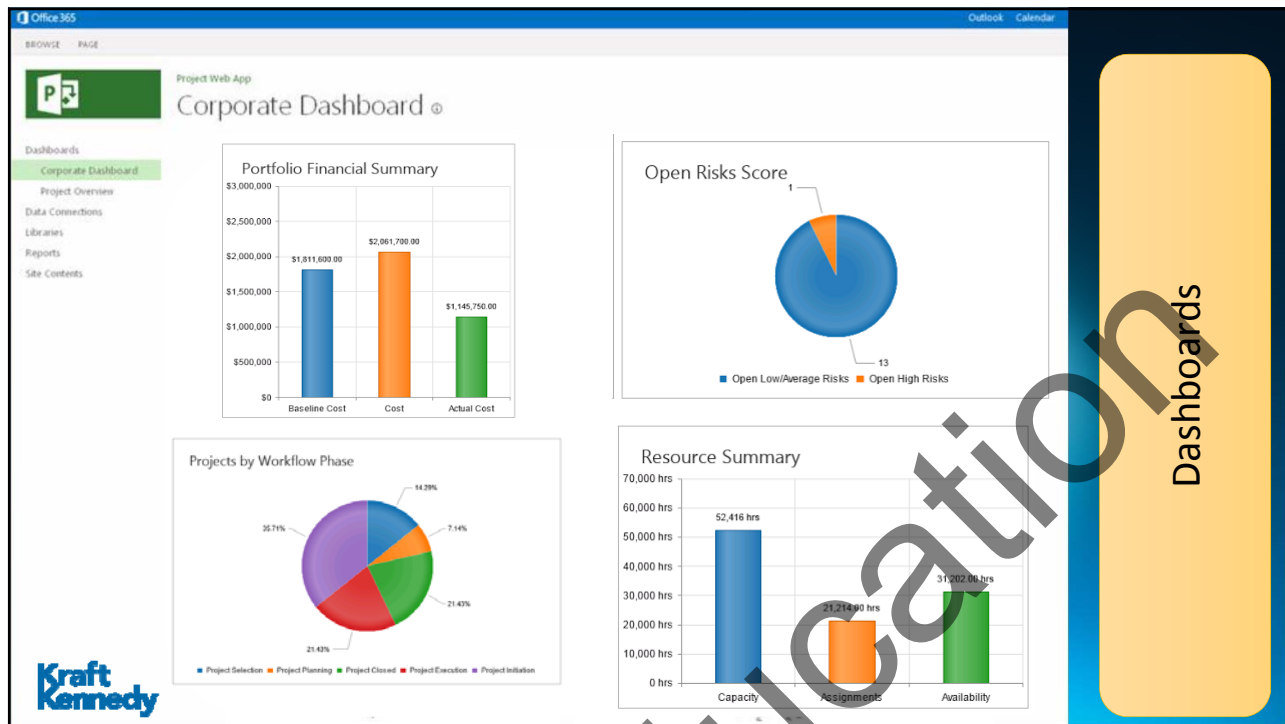 Office 365
Outlook Calendar
BROWSE PAGE
Project Web App
Corporate Dashboard
Dashboards
Corporate Dashboard
Project Overview
Data Connections
Libraries
Reports
Site Contents
Portfolio Financial Summary
$3,000,000
$2,500,000
$2,000,000
$1,500,000
$1,000,000
$500,000
$0
$1,811,600.00
$2,061,700.00
$1,145,750.00
Baseline Cost Cost Actual Cost
Open Risks Score
1
13
Open Low/Average Risks Open High Risks
Projects by Workflow Phase
14.29%
7.14%
21.43%
21.43%
35.71%
Project Selection Project Planning Project Closed Project Execution Project Initiation
Resource Summary
70,000 hrs
60,000 hrs
50,000 hrs
40,000 hrs
30,000 hrs
20,000 hrs
10,000 hrs
0 hrs
52,416 hrs
21,214.00 hrs
31,202.00 hrs
Capacity Assignments Availability
Kraft
Kennedy
Dashboards